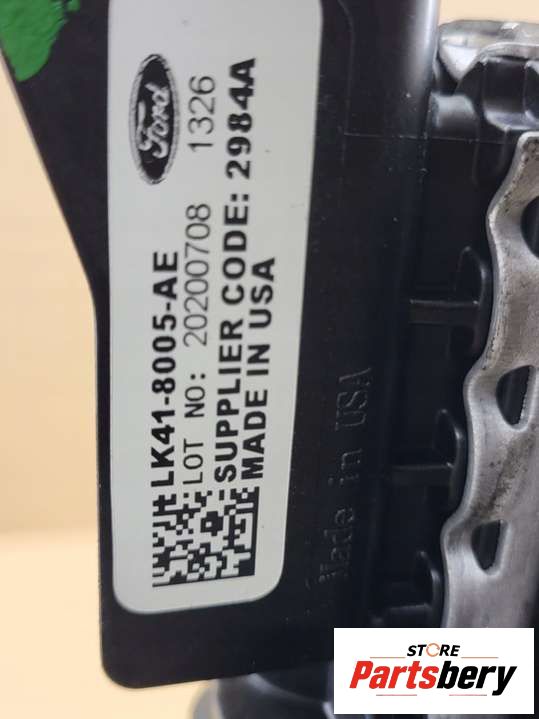 Ford
1326
LK41-8005-AE
LOT NO: 20200708
SUPPLIER CODE: 2984A
MADE IN USA
Made in USA
STORE
Partsbery